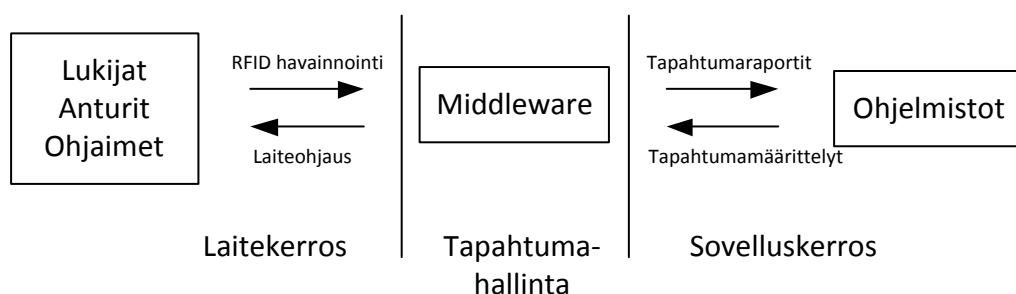 Lukijat
Anturit
Ohjaimet
RFID havainnointi
Laiteohjaus
Middleware
Tapahtumaraportit
Tapahtumamäärittelyt
Ohjelmistot
Laitekerros
Tapahtuma-
hallinta
Sovelluskerros